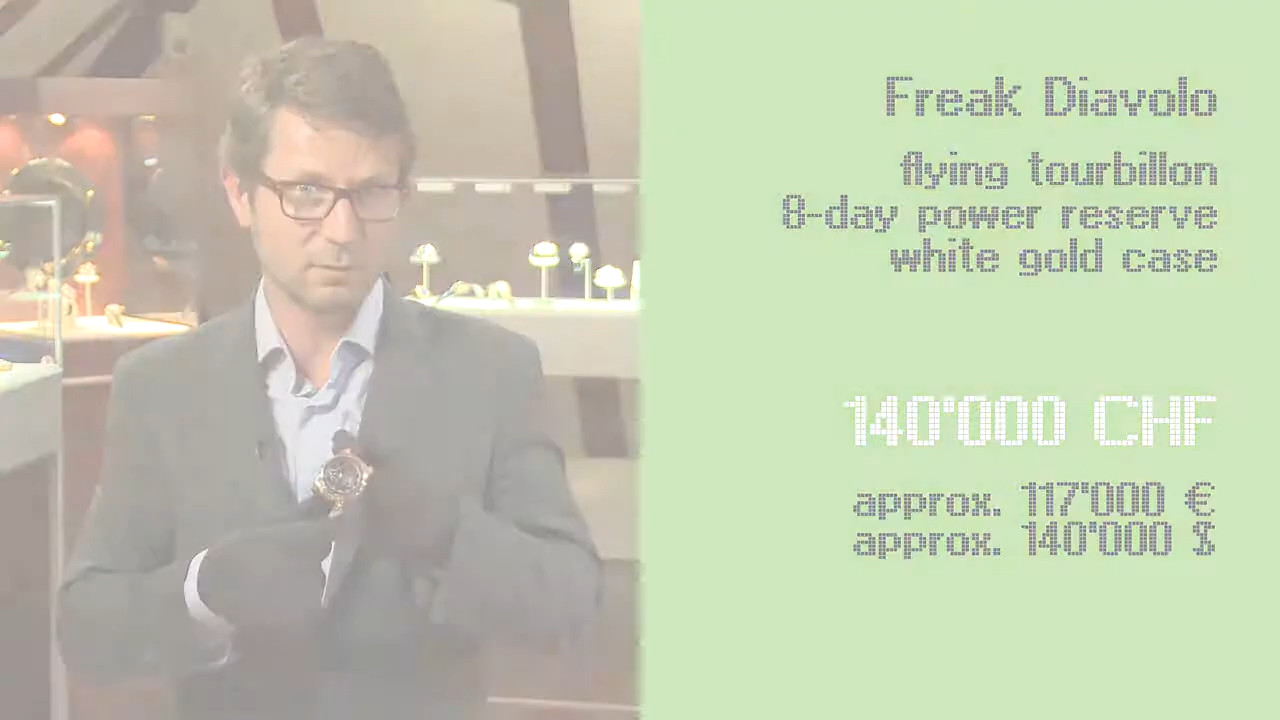 Freak Diavolo
flying tourbillon
8-day power reserve
white gold case
140'000 CHF
approx. 117'000 €
approx. 140'000 $